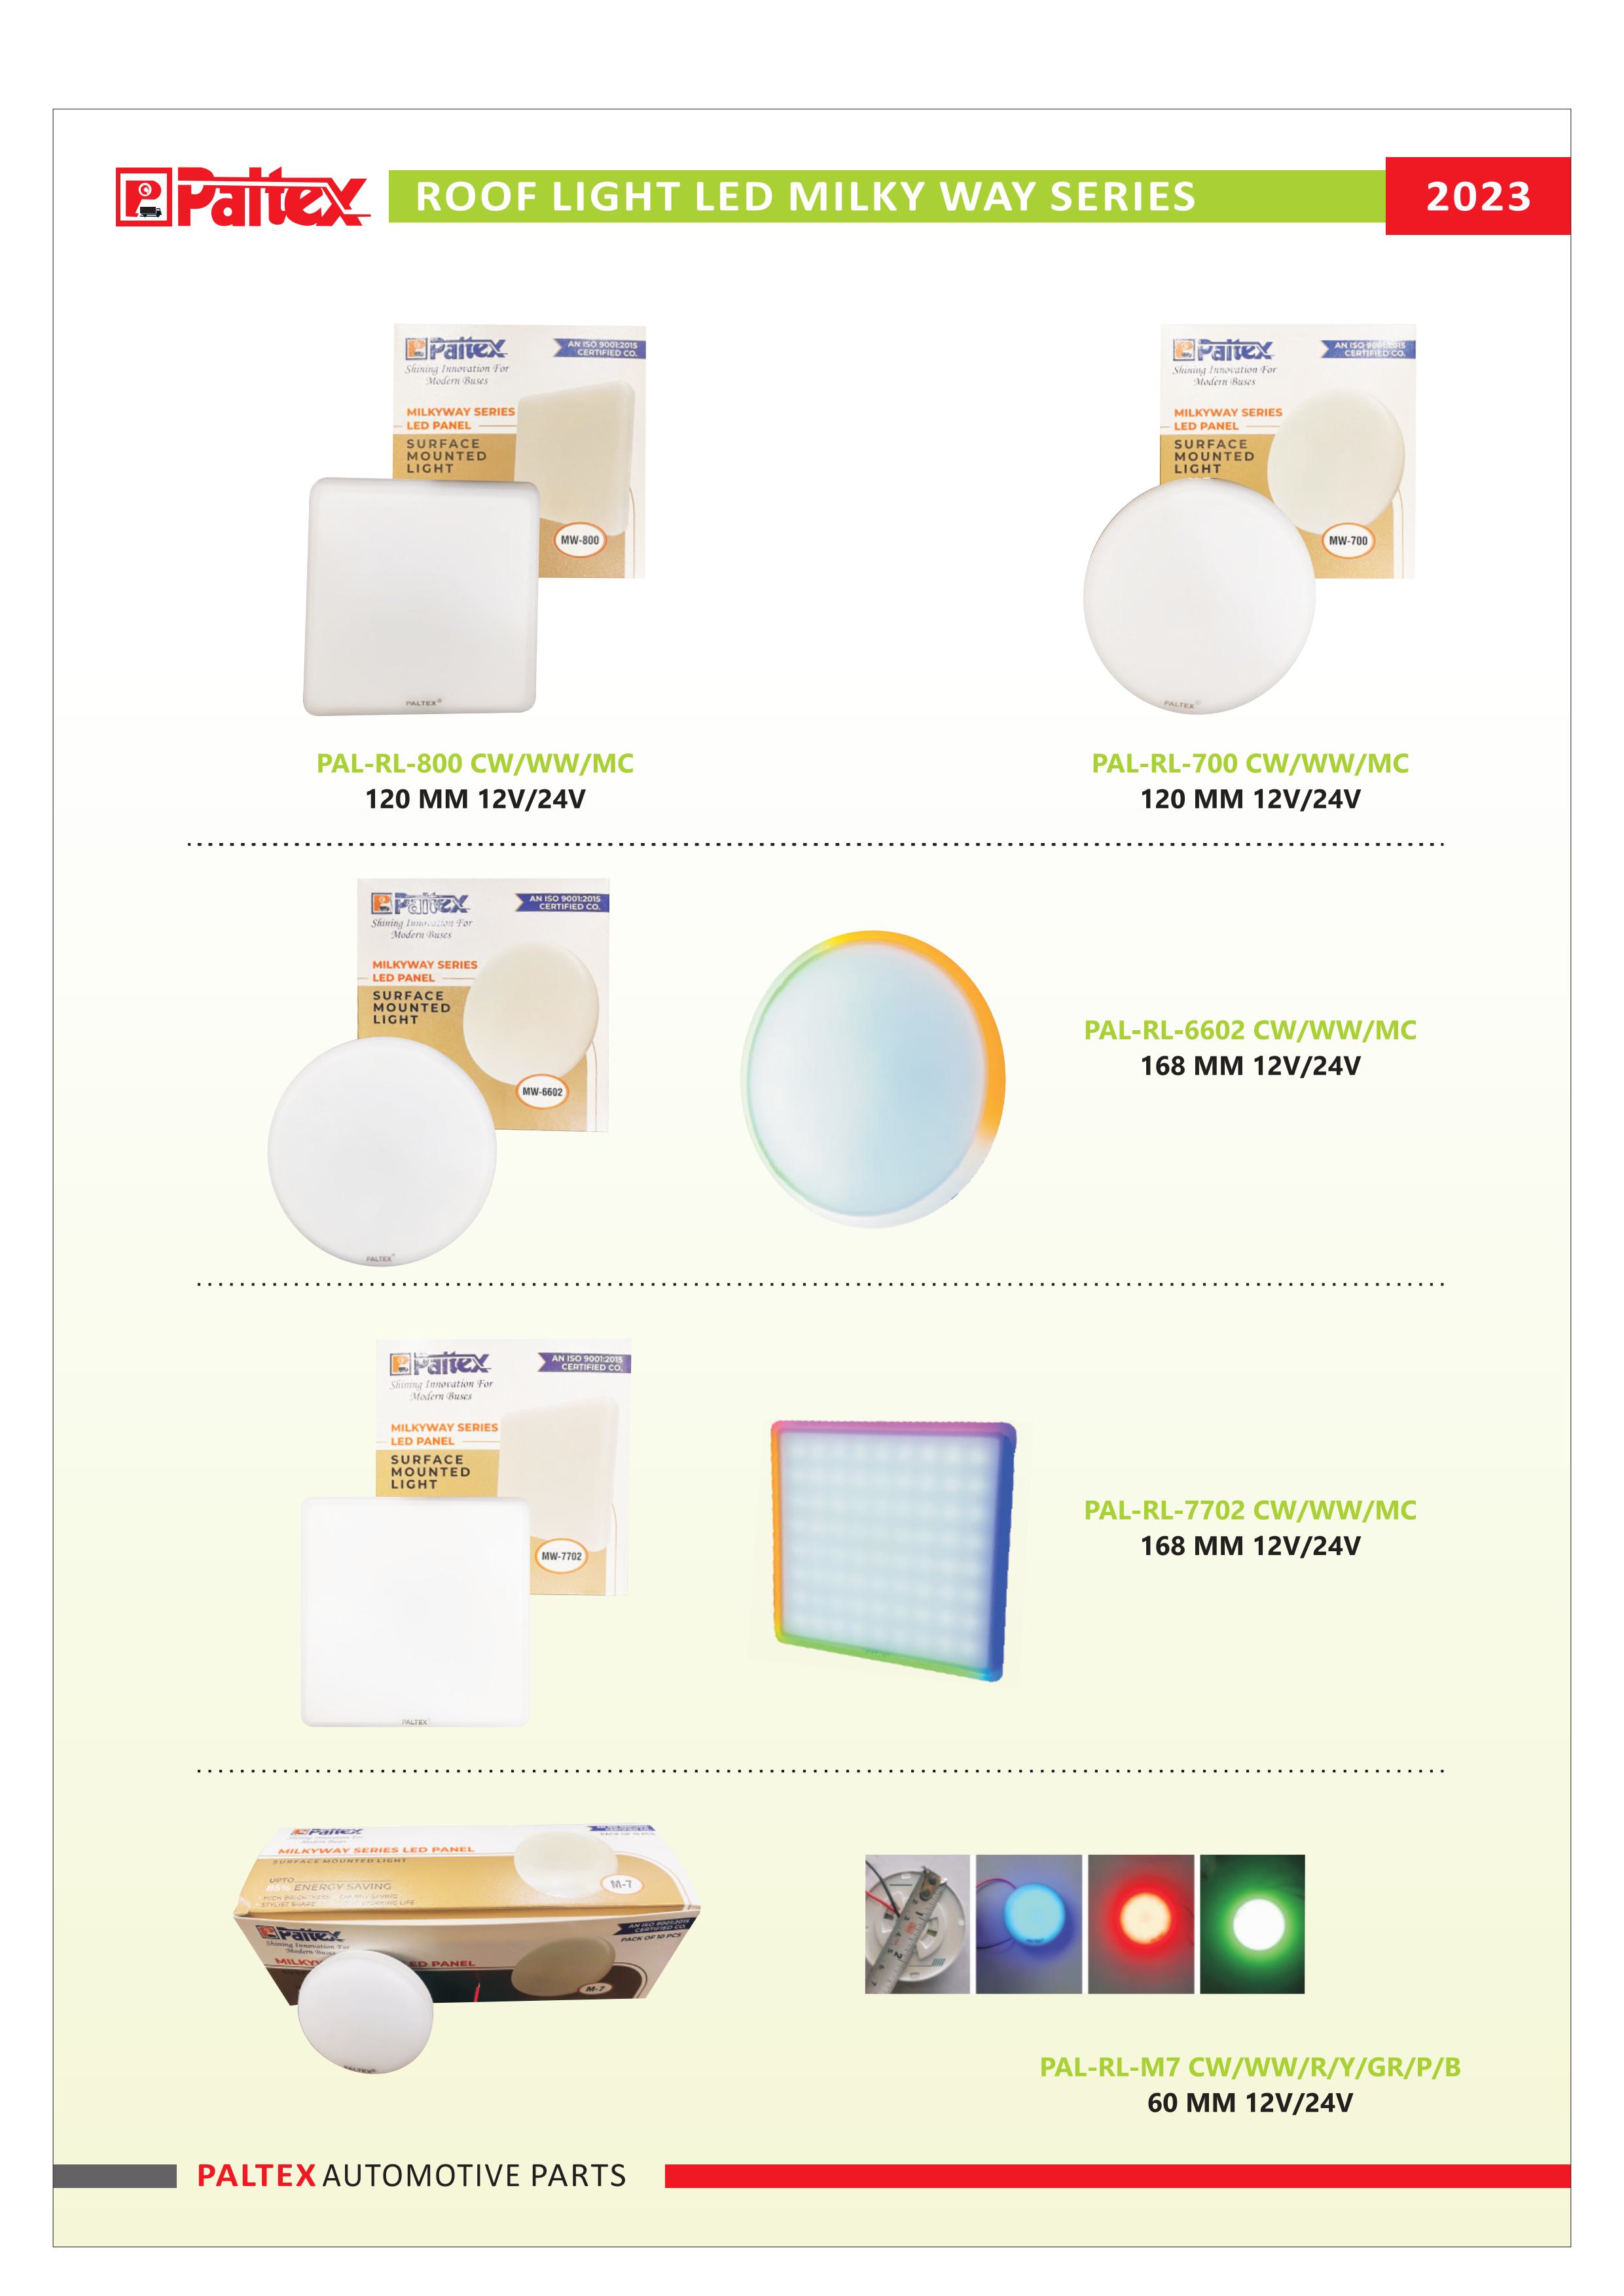 Paltex
ROOF LIGHT LED MILKY WAY SERIES
2023
Paltex
AN ISO 9001:2015
CERTIFIED CO.
Shining Innovation For
Modern Buses
MILKYWAY SERIES
LED PANEL
SURFACE
MOUNTED
LIGHT
MW-800
PALTEX®
Paltex
AN ISO 9001:2015
CERTIFIED CO.
Shining Innovation For
Modern Buses
MILKYWAY SERIES
LED PANEL
SURFACE
MOUNTED
LIGHT
MW-700
PALTEX®
PAL-RL-800 CW/WW/MC
120 MM 12V/24V
PAL-RL-700 CW/WW/MC
120 MM 12V/24V
Paltex
AN ISO 9001:2015
CERTIFIED CO.
Shining Innovation For
Modern Buses
MILKYWAY SERIES
LED PANEL
SURFACE
MOUNTED
LIGHT
MW-6602
PALTEX®
PAL-RL-6602 CW/WW/MC
168 MM 12V/24V
Paltex
AN ISO 9001:2015
CERTIFIED CO.
Shining Innovation For
Modern Buses
MILKYWAY SERIES
LED PANEL
SURFACE
MOUNTED
LIGHT
MW-7702
PALTEX
PAL-RL-7702 CW/WW/MC
168 MM 12V/24V
Paltex
MILKYWAY SERIES LED PANEL
SURFACE MOUNTED LIGHT
UPTO
ENERGY SAVING
M-7
Paltex
AN ISO 9001:2015
CERTIFIED CO.
Shining Innovation For
Modern Buses
PACK OF 10 PCS
ED PANEL
M-7
PALTEX®
PAL-RL-M7 CW/WW/R/Y/GR/P/B
60 MM 12V/24V
PALTEX AUTOMOTIVE PARTS